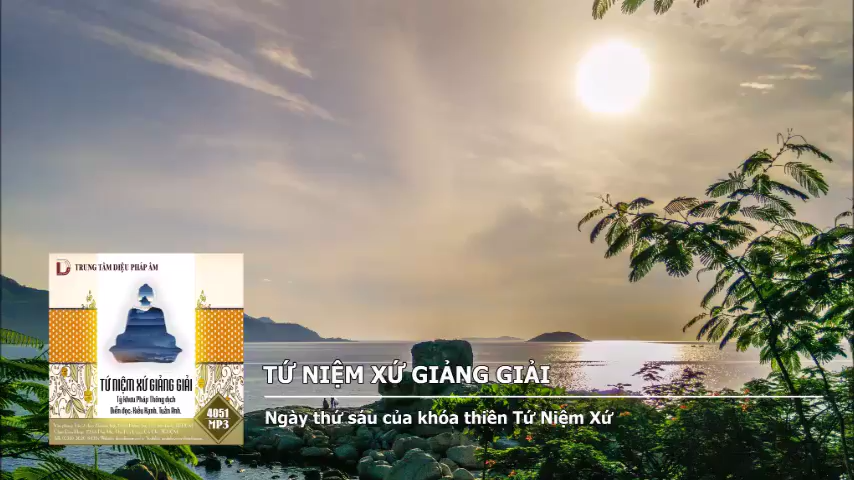 TRUNG TÂM DIỆU PHÁP ÂM
TỨ NIỆM XỨ GIẢNG GIẢI
Tỳ khưu Pháp Thông dịch
Diễn đọc: Kiều Hạnh, Tuấn Anh.
4051
MP3
TỨ NIỆM XỨ GIẢNG GIẢI
Ngày thứ sáu của khóa thiền Tứ Niệm Xứ